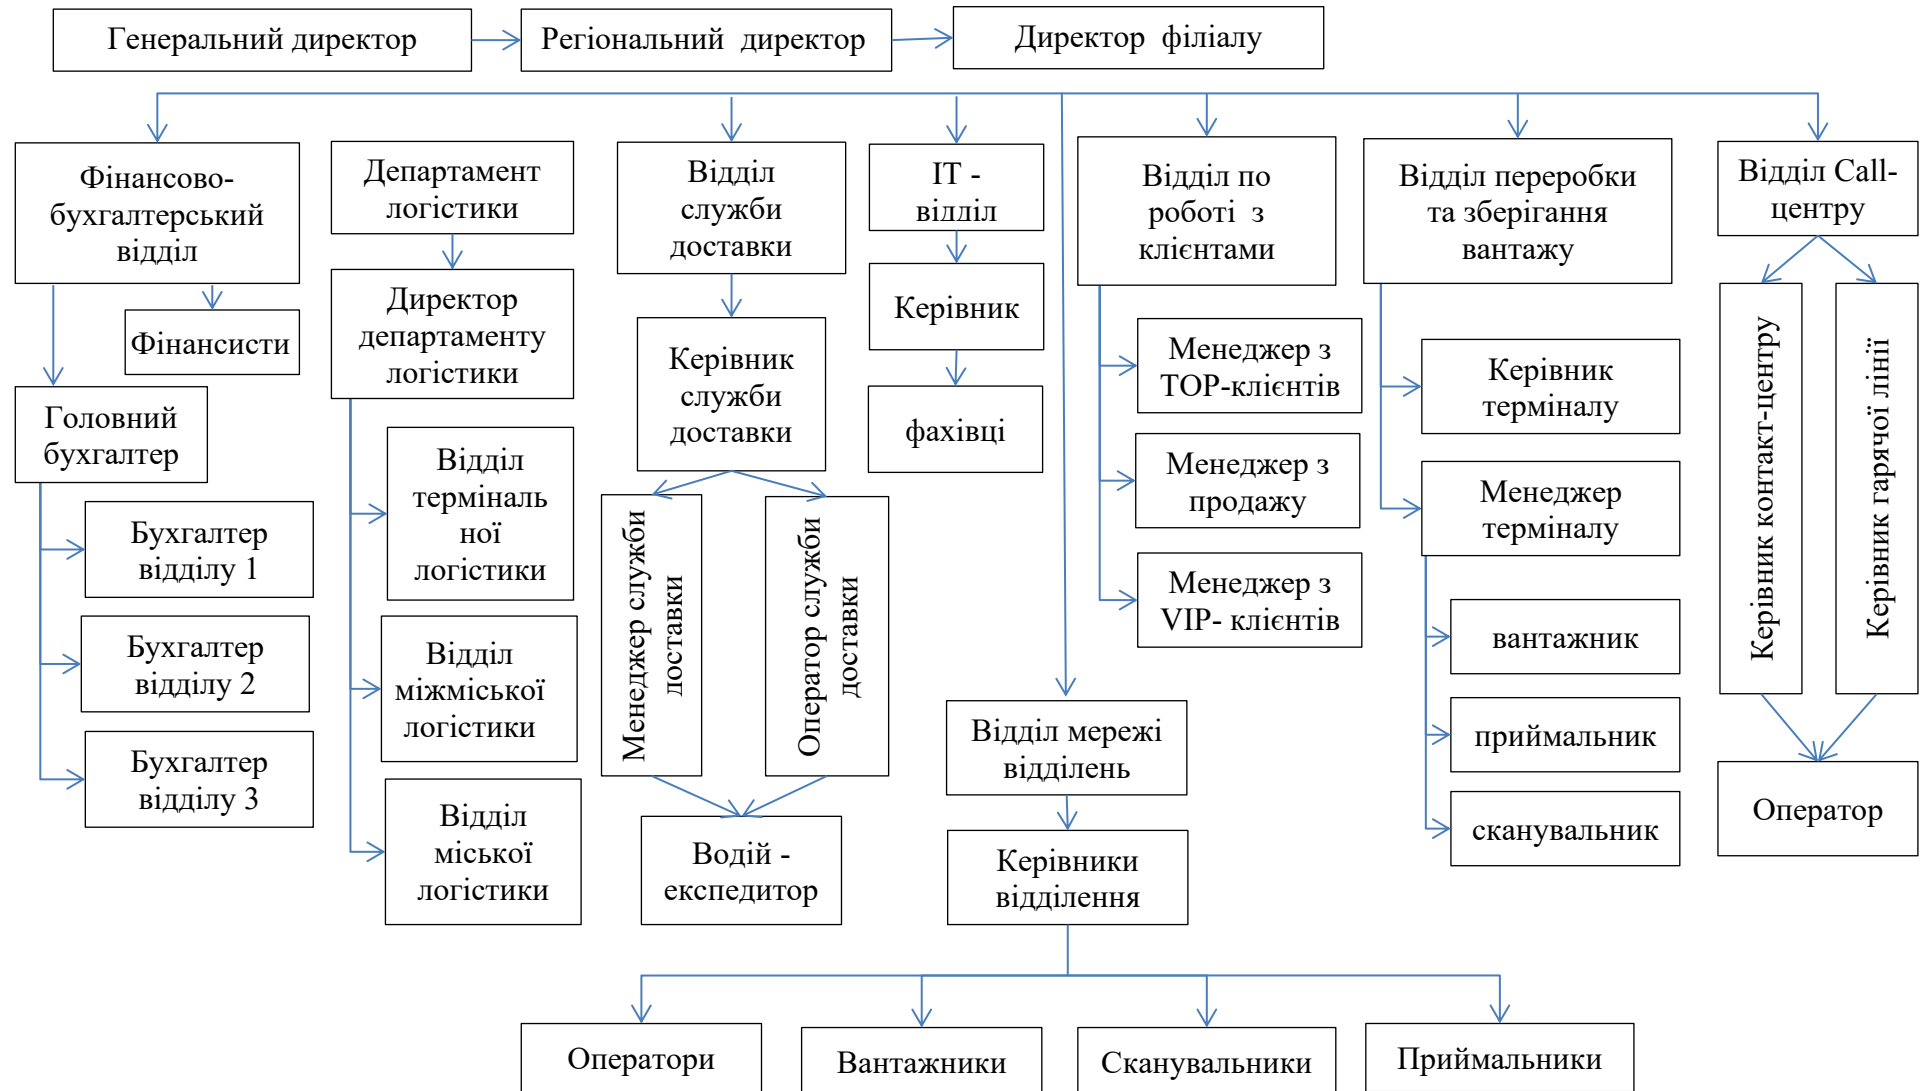 Генеральний директор
Регіональний директор
Директор філіалу
Фінансово-
бухгалтерський
відділ
Департамент
логістики
Відділ
служби
доставки
ІТ -
відділ
Відділ по
роботі з
клієнтами
Відділ переробки
та зберігання
вантажу
Відділ Call-
центру
Фінансисти
Головний
бухгалтер
Бухгалтер
відділу 1
Бухгалтер
відділу 2
Бухгалтер
відділу 3
Директор
департаменту
логістики
Відділ
терміналь
ної
логістики
Відділ
міжміської
логістики
Відділ
міської
логістики
Керівник
служби
доставки
Менеджер служби
доставки
Оператор служби
доставки
Водій -
експедитор
Керівник
фахівці
Менеджер з
ТОР-клієнтів
Менеджер з
продажу
Менеджер з
VIP- клієнтів
Керівник
терміналу
Менеджер
терміналу
вантажник
приймальник
сканувальник
Керівник контакт-центру
Керівник гарячої лінії
Оператор
Відділ мережі
відділень
Керівники
відділення
Оператори
Вантажники
Сканувальники
Приймальники